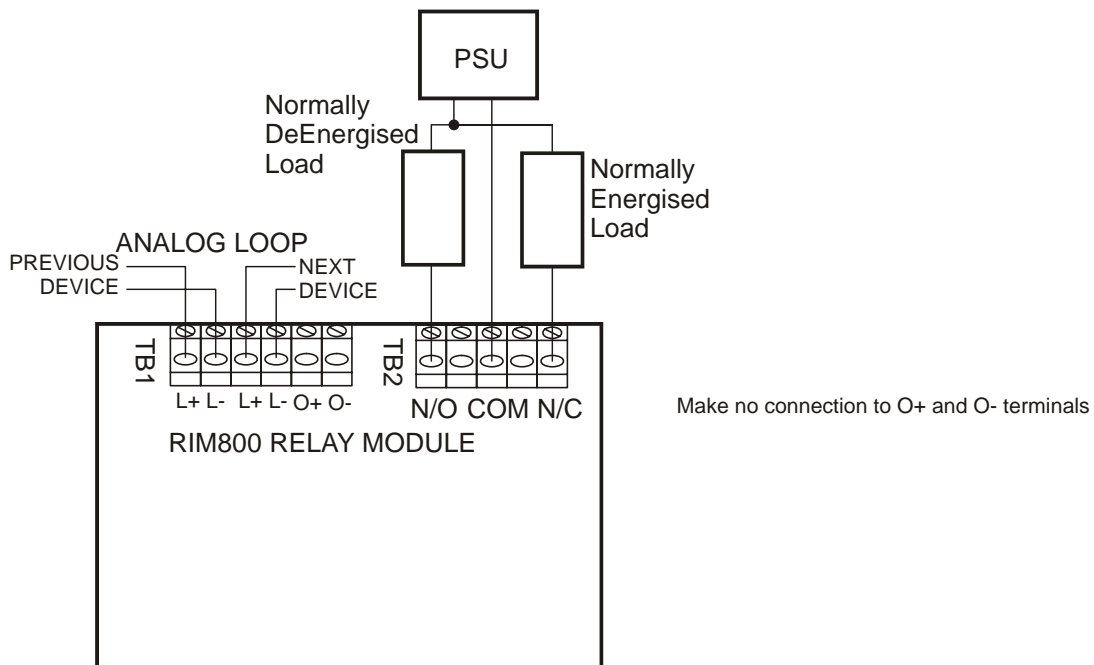 PSU
Normally
DeEnergised
Load
Normally
Energised
Load
ANALOG LOOP
PREVIOUS
DEVICE
NEXT
DEVICE
TB1
TB2
L+ L- L+ L- O+ O-
N/O COM N/C
Make no connection to O+ and O- terminals
RIM800 RELAY MODULE